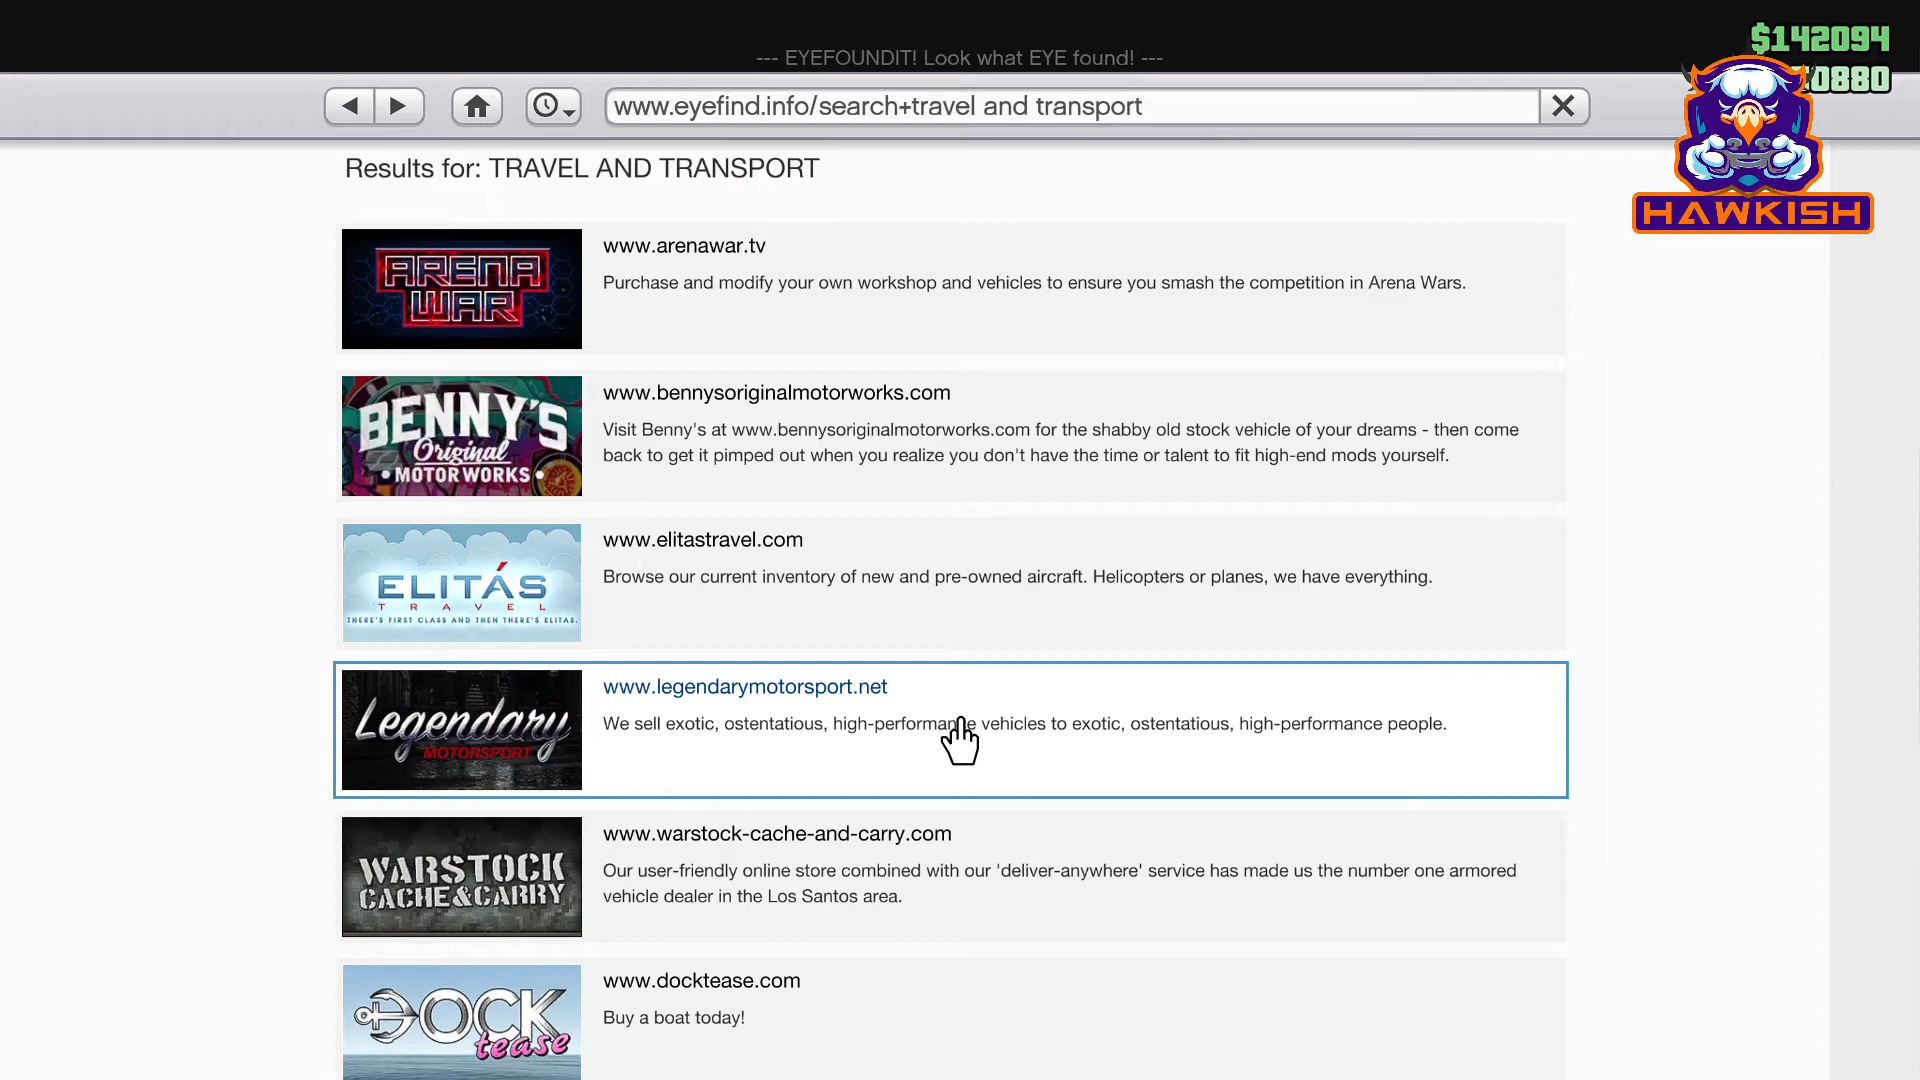 $142094
0880
--- EYEFOUNDIT! Look what EYE found! ---
www.eyefind.info/search+travel and transport
HAWKISH
Results for: TRAVEL AND TRANSPORT
ARENA
WAR
www.arenawar.tv
Purchase and modify your own workshop and vehicles to ensure you smash the competition in Arena Wars.
BENNY'S
Original
MOTOR WORKS
www.bennysoriginalmotorworks.com
Visit Benny's at www.bennysoriginalmotorworks.com for the shabby old stock vehicle of your dreams - then come
back to get it pimped out when you realize you don't have the time or talent to fit high-end mods yourself.
ELITÁS
TRAVEL
THERE'S FIRST CLASS AND THEN THERE'S ELITAS.
www.elitastravel.com
Browse our current inventory of new and pre-owned aircraft. Helicopters or planes, we have everything.
Legendary
MOTORSPORT
www.legendarymotorsport.net
We sell exotic, ostentatious, high-performance vehicles to exotic, ostentatious, high-performance people.
WARSTOCK
CACHE&CARRY
www.warstock-cache-and-carry.com
Our user-friendly online store combined with our 'deliver-anywhere' service has made us the number one armored
vehicle dealer in the Los Santos area.
DOCK
tease
www.docktease.com
Buy a boat today!